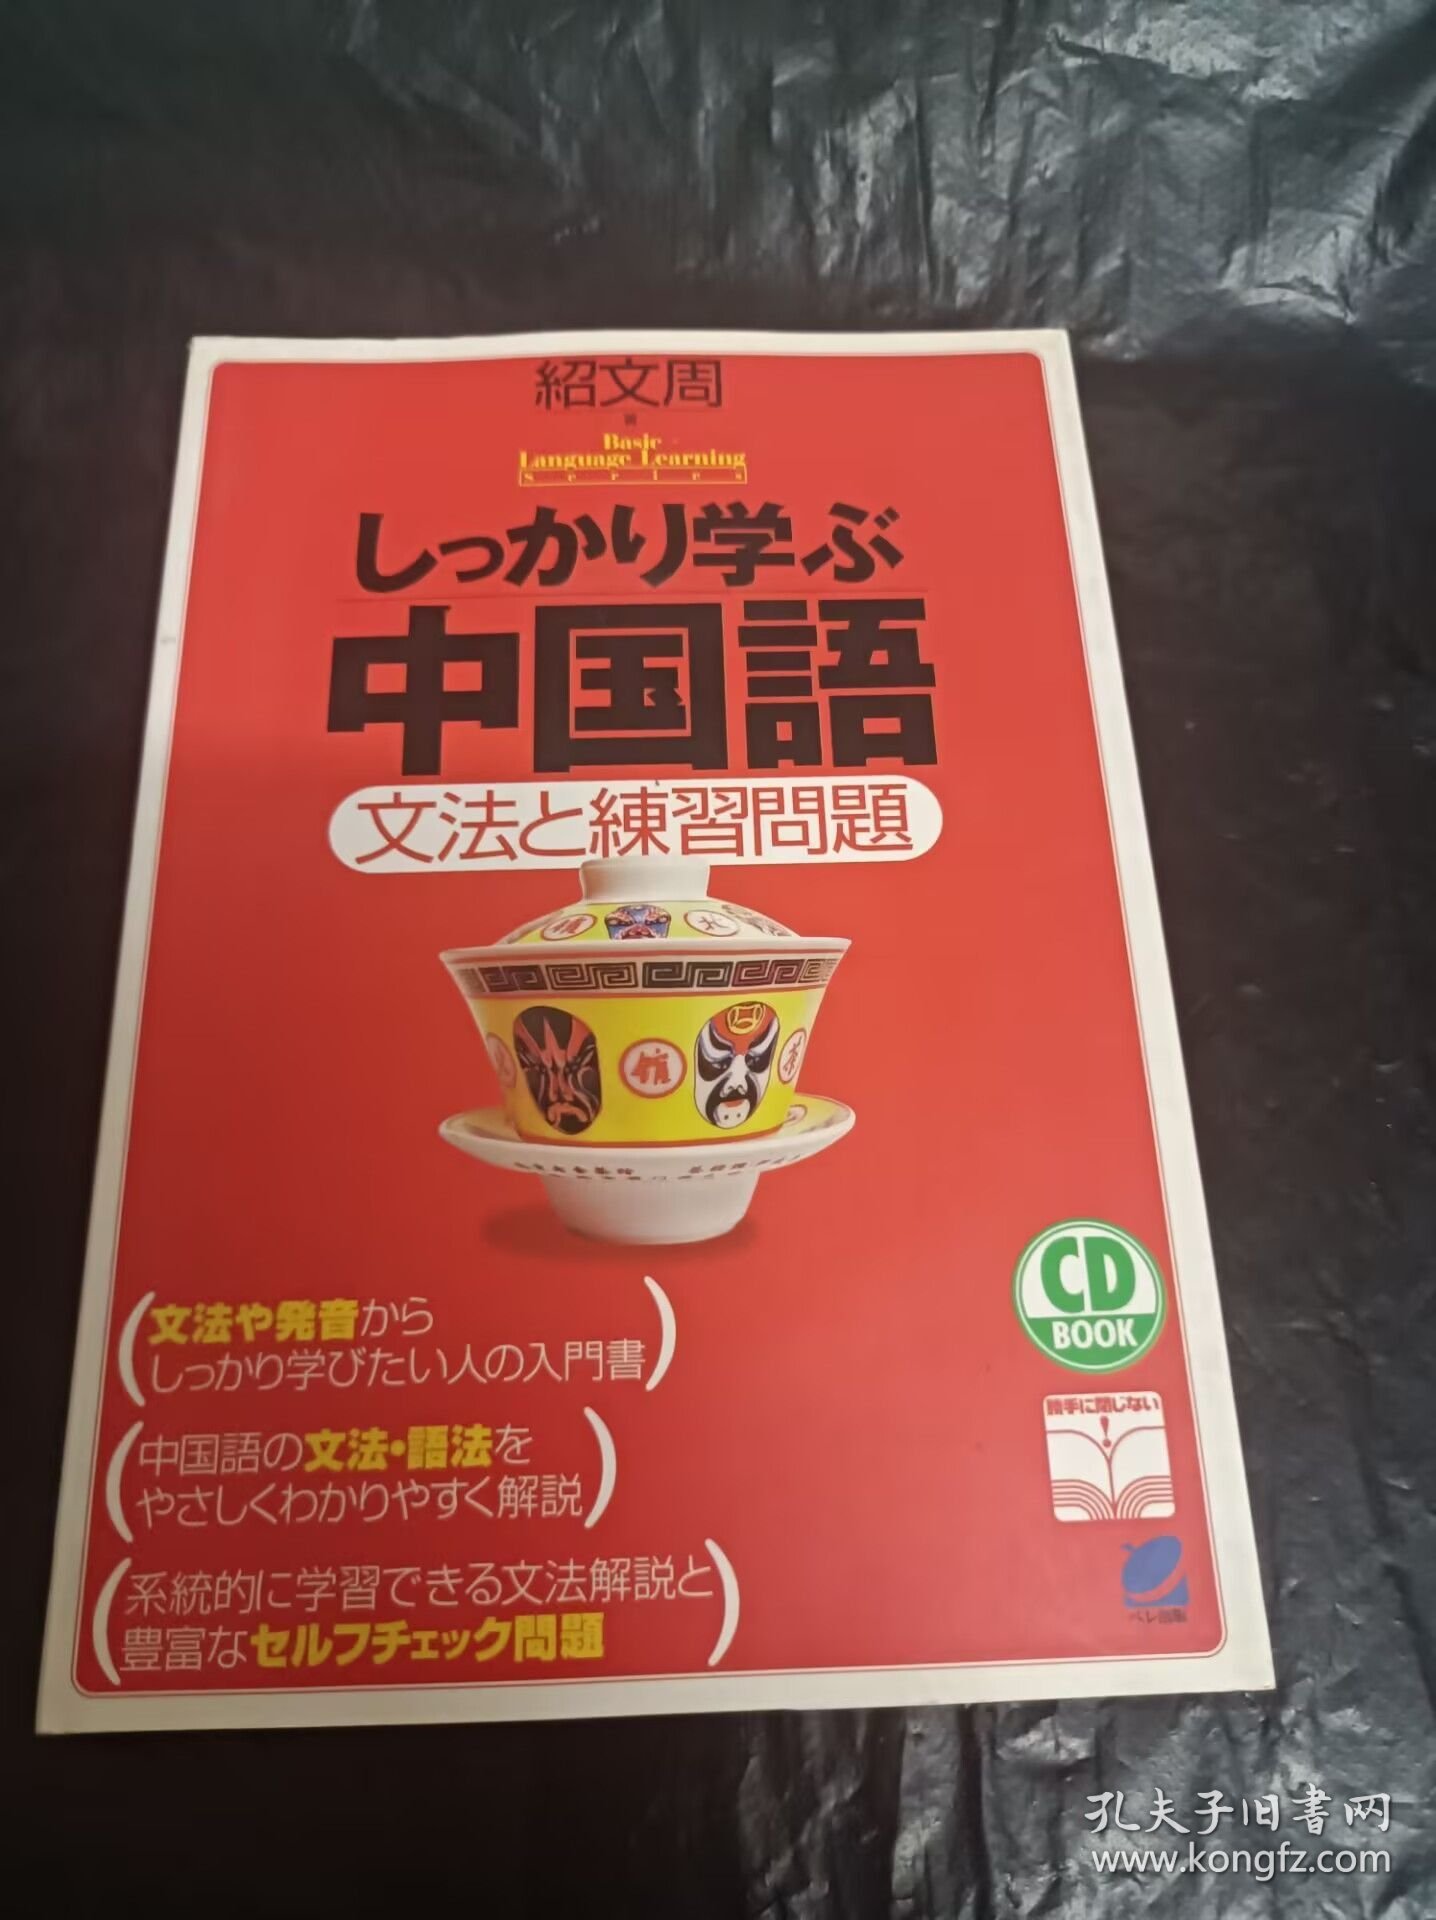 紹文周
著
Basic
Language Learning
Series
しっかり学ぶ
中国語
文法と練習問題
CD
BOOK
勝手に閉じない
文法や発音から
しっかり学びたい人の入門書
中国語の文法・語法を
やさしくわかりやすく解説
系統的に学習できる文法解説と
豊富なセルフチェック問題
ベレ出版
孔夫子旧書网
www.kongfz.com